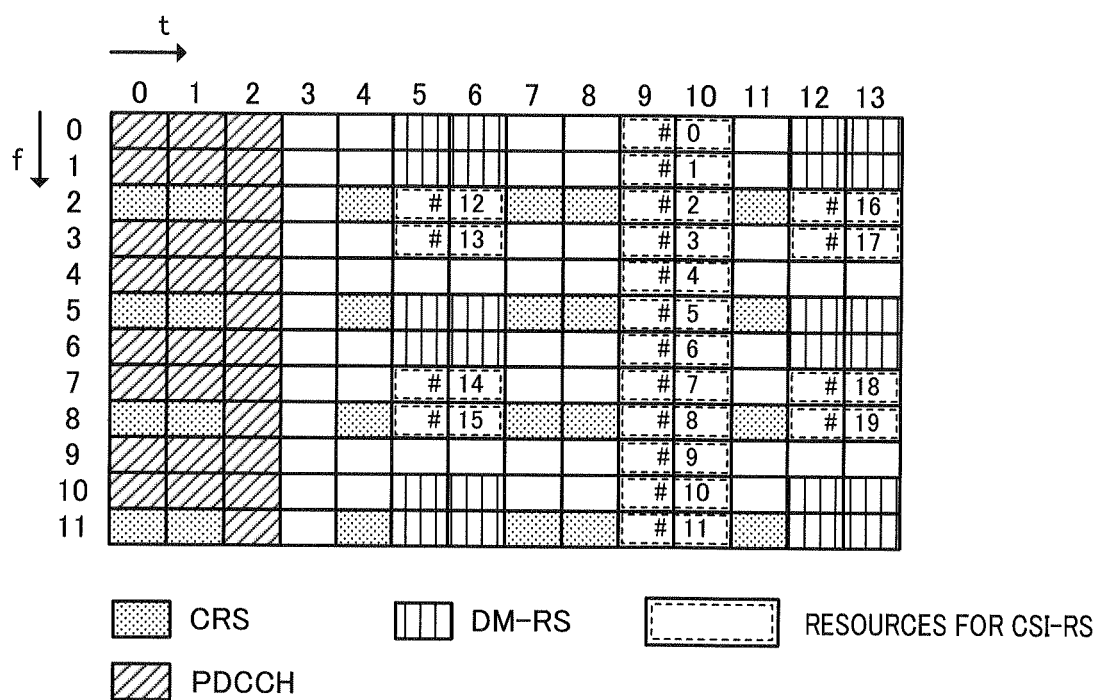 t
0 1 2 3 4 5 6 7 8 9 10 11 12 13
f
0 # 0
1 # 1
2 # 12 # 2 # 16
3 # 13 # 3 # 17
4 # 4
5 # 5
6 # 6
7 # 14 # 7 # 18
8 # 15 # 8 # 19
9 # 9
10 # 10
11 # 11
CRS DM-RS RESOURCES FOR CSI-RS
PDCCH